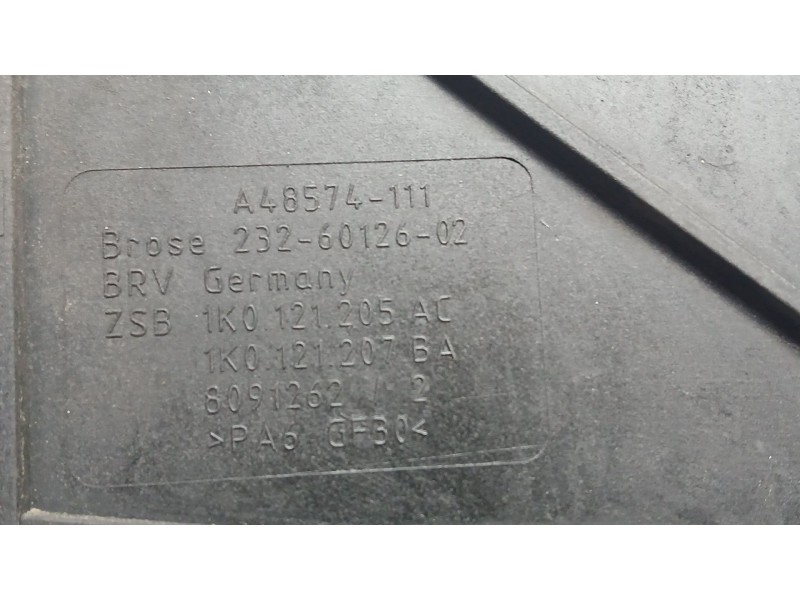 A48574-111
Brose 232-60126-02
BRV Germany
ZSB 1K0.121.205.AC
1K0.121.207 BA
8091262 / 2
>PA6 GF30<